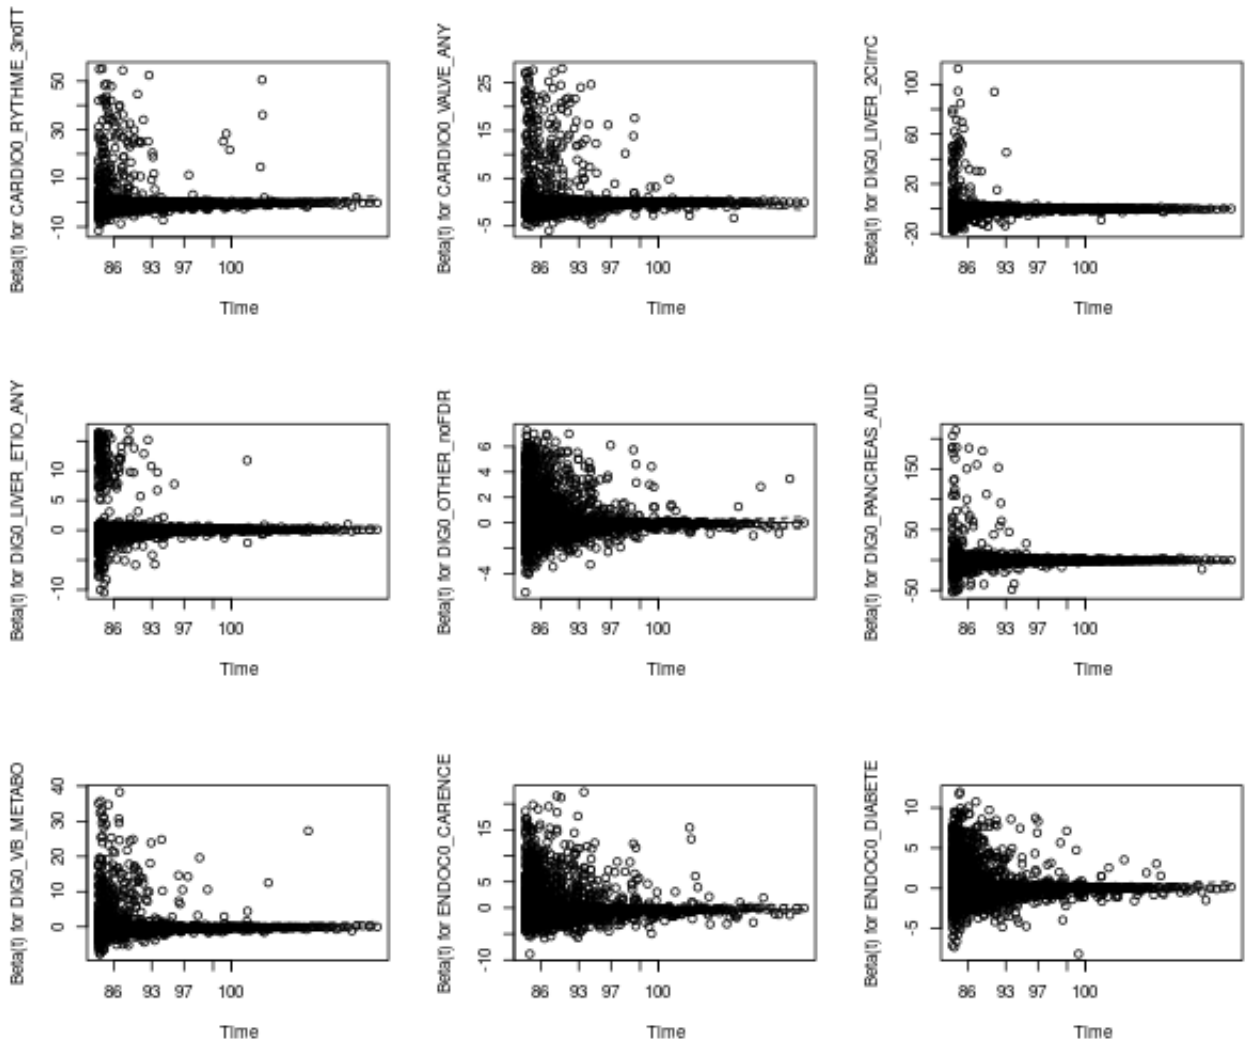 Beta(t) for CARDIO0_RYTHME_3noTT
50
30
10
-10
86 93 97 100
Time
Beta(t) for CARDIO0_VALVE_ANY
25
15
5
-5
86 93 97 100
Time
Beta(t) for DIG0_LIVER_2CirrC
100
60
20
-20
86 93 97 100
Time
Beta(t) for DIG0_LIVER_ETIO_ANY
10
5
0
-10
86 93 97 100
Time
Beta(t) for DIG0_OTHER_noFDR
6
4
2
0
-4
86 93 97 100
Time
Beta(t) for DIG0_PANCREAS_AUD
150
50
0
-50
86 93 97 100
Time
Beta(t) for DIG0_VB_METABO
40
30
20
10
0
86 93 97 100
Time
Beta(t) for ENDOC0_CARENCE
15
5
0
-10
86 93 97 100
Time
Beta(t) for ENDOC0_DIABETE
10
5
0
-5
86 93 97 100
Time